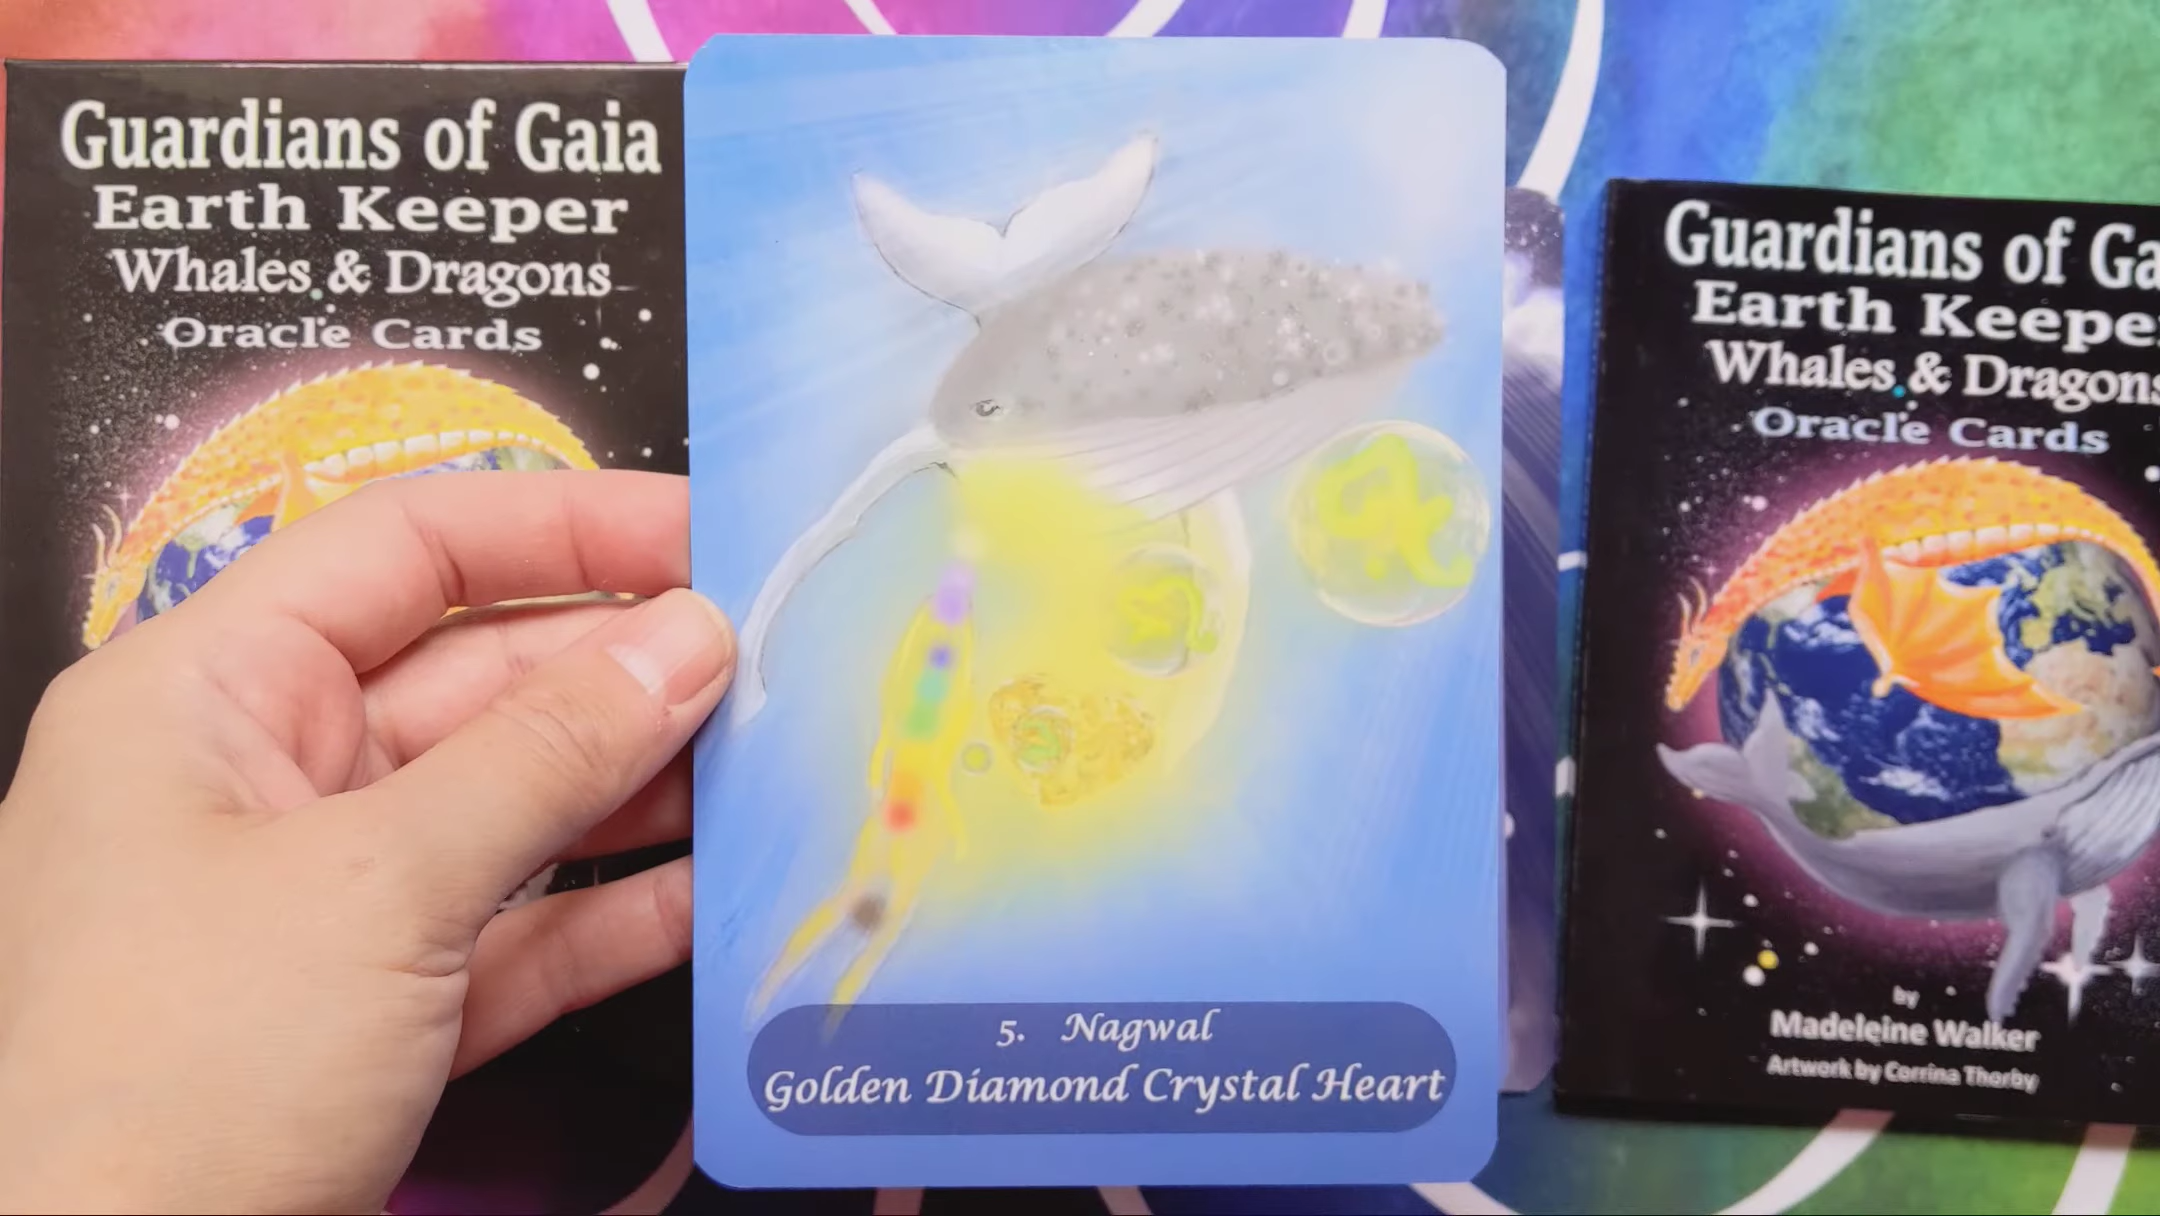 Guardians of Gaia
Earth Keeper
Whales & Dragons
Oracle Cards
5. Nagwal
Golden Diamond Crystal Heart
Guardians of Ga
Earth Keepe
Whales & Dragons
Oracle Cards
by
Madeleine Walker
Artwork by Corrina Thorby